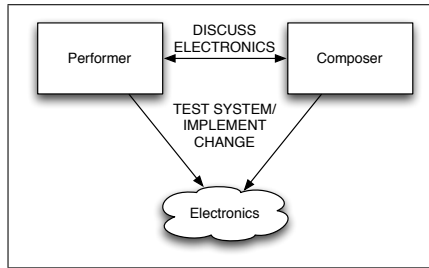 DISCUSS
ELECTRONICS
Performer
Composer
TEST SYSTEM/
IMPLEMENT
CHANGE
Electronics